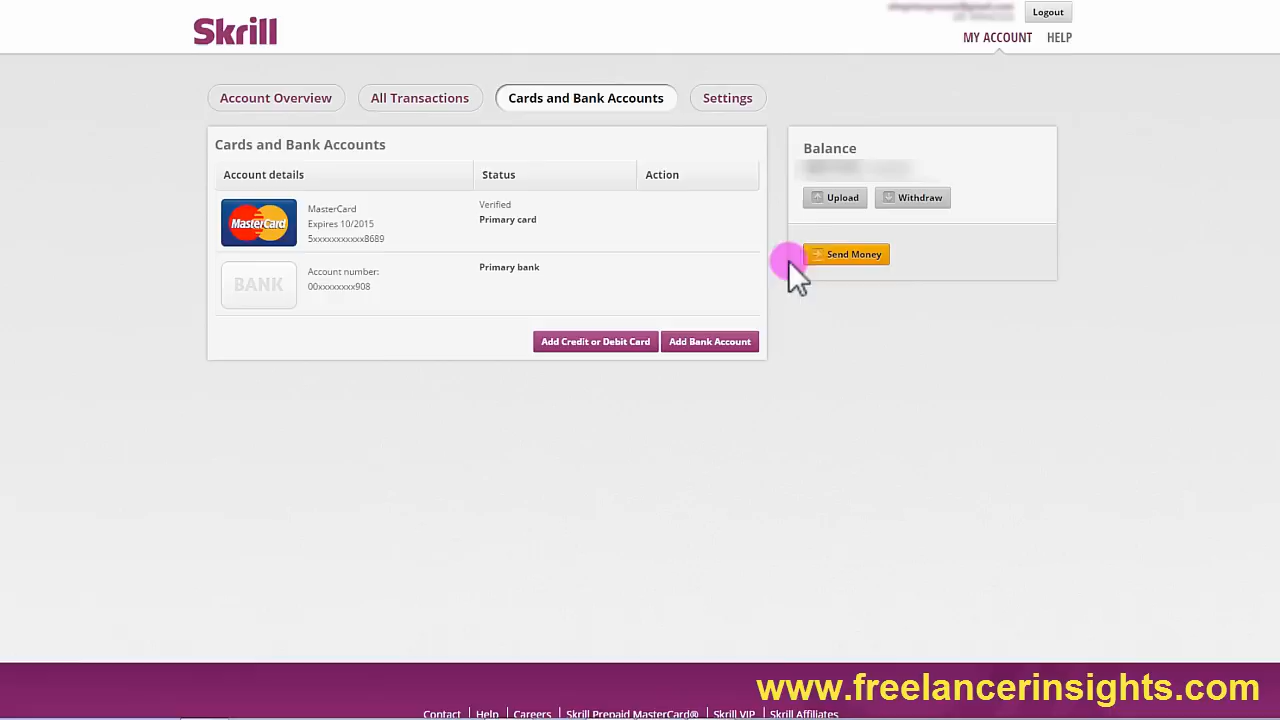 Skrill
Logout
MY ACCOUNT HELP
Account Overview All Transactions Cards and Bank Accounts Settings
Cards and Bank Accounts
Account details Status Action
MasterCard
MasterCard
Expires 10/2015
5xxxxxxxxxxx8689
Verified
Primary card
BANK
Account number:
00xxxxxxxx908
Primary bank
Add Credit or Debit Card Add Bank Account
Balance
Upload Withdraw
Send Money
www.freelancerinsights.com
Contact Help Careers Skrill Prepaid MasterCard® Skrill VIP Skrill Affiliates